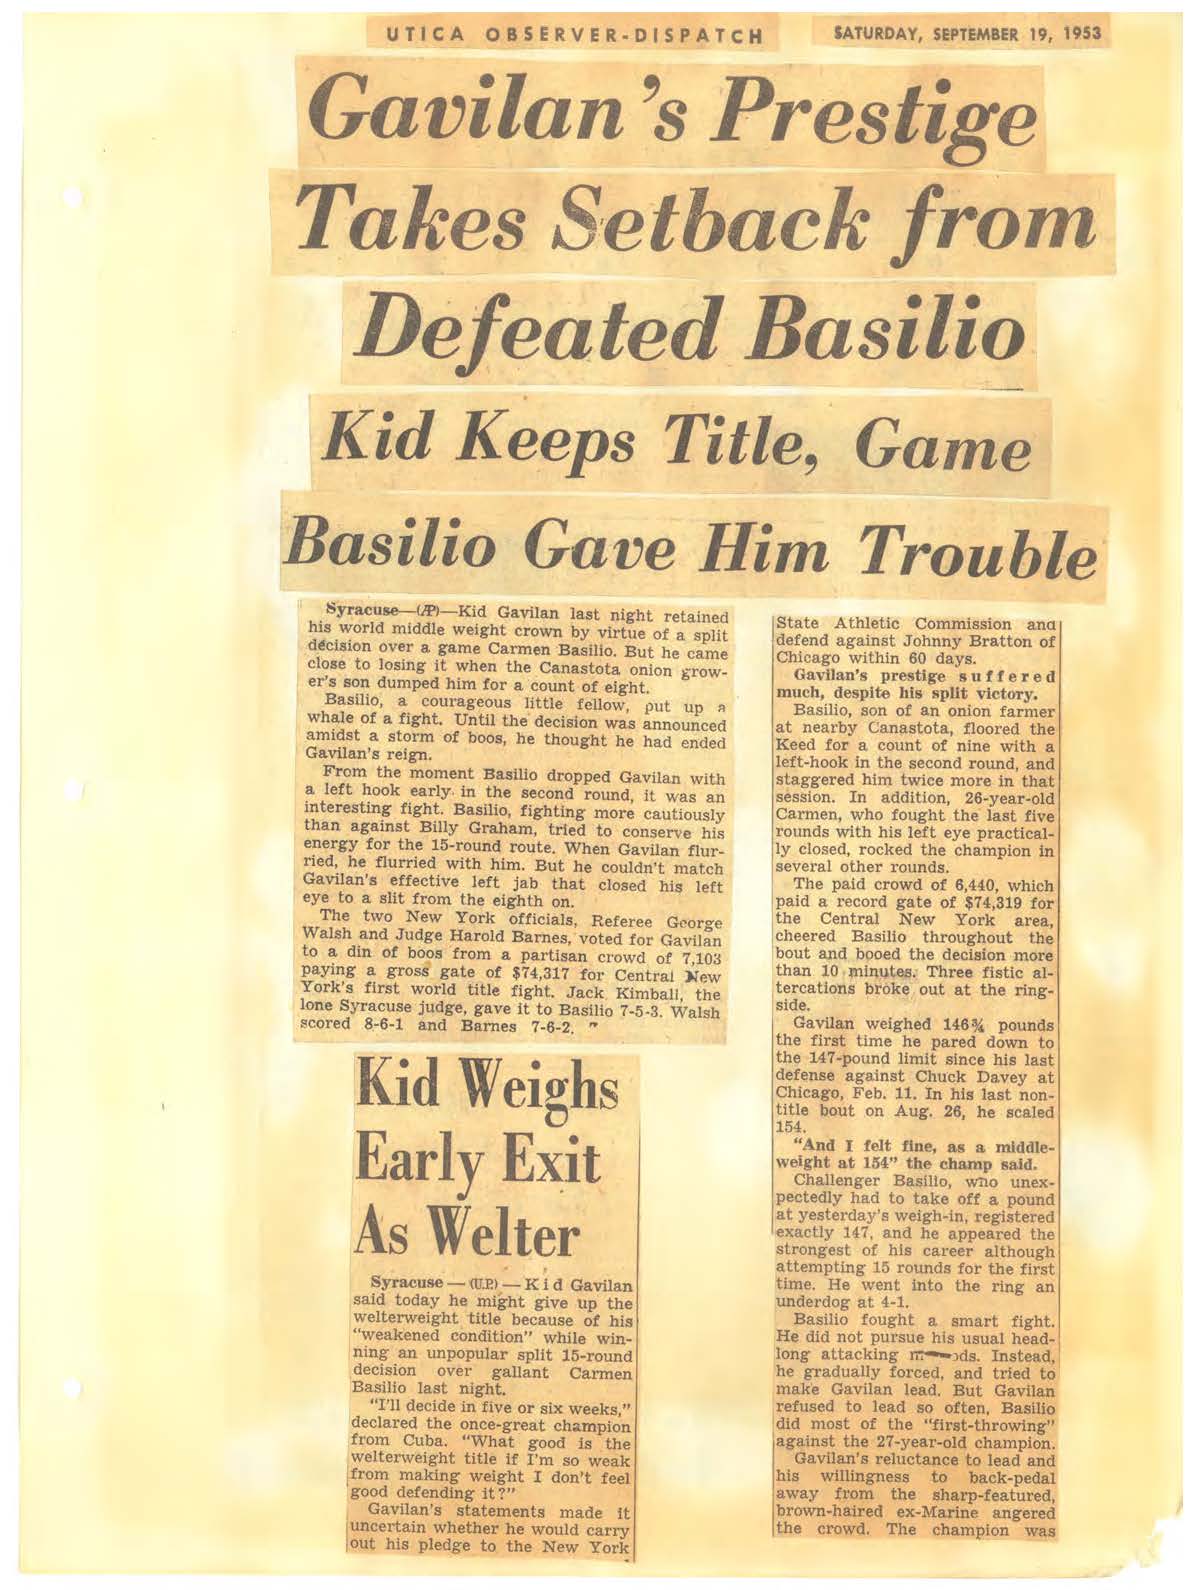 UTICA OBSERVER-DISPATCH
SATURDAY, SEPTEMBER 19, 1953
Gavilan's Prestige
Takes Setback from
Defeated Basilio
Kid Keeps Title, Game
Basilio Gave Him Trouble
Syracuse—(AP)—Kid Gavilan last night retained
his world middle weight crown by virtue of a split
decision over a game Carmen Basilio. But he came
close to losing it when the Canastota onion grow-
er's son dumped him for a count of eight.
Basilio, a courageous little fellow, put up a
whale of a fight. Until the decision was announced
amidst a storm of boos, he thought he had ended
Gavilan's reign.
From the moment Basilio dropped Gavilan with
a left hook early in the second round, it was an
interesting fight. Basilio, fighting more cautiously
than against Billy Graham, tried to conserve his
energy for the 15-round route. When Gavilan flur-
ried, he flurried with him. But he couldn't match
Gavilan's effective left jab that closed his left
eye to a slit from the eighth on.
The two New York officials, Referee George
Walsh and Judge Harold Barnes, voted for Gavilan
to a din of boos from a partisan crowd of 7,103
paying a gross gate of $74,317 for Central New
York's first world title fight. Jack Kimball, the
lone Syracuse judge, gave it to Basilio 7-5-3. Walsh
scored 8-6-1 and Barnes 7-6-2.
Kid Weighs
Early Exit
As Welter
Syracuse — (U.P.) — Kid Gavilan
said today he might give up the
welterweight title because of his
"weakened condition" while win-
ning an unpopular split 15-round
decision over gallant Carmen
Basilio last night.
"I'll decide in five or six weeks,"
declared the once-great champion
from Cuba. "What good is the
welterweight title if I'm so weak
from making weight I don't feel
good defending it?"
Gavilan's statements made it
uncertain whether he would carry
out his pledge to the New York
State Athletic Commission and
defend against Johnny Bratton of
Chicago within 60 days.
Gavilan's prestige suffered
much, despite his split victory.
Basilio, son of an onion farmer
at nearby Canastota, floored the
Keed for a count of nine with a
left-hook in the second round, and
staggered him twice more in that
session. In addition, 26-year-old
Carmen, who fought the last five
rounds with his left eye practical-
ly closed, rocked the champion in
several other rounds.
The paid crowd of 6,440, which
paid a record gate of $74,319 for
the Central New York area,
cheered Basilio throughout the
bout and booed the decision more
than 10 minutes. Three fistic al-
tercations broke out at the ring-
side.
Gavilan weighed 146¾ pounds
the first time he pared down to
the 147-pound limit since his last
defense against Chuck Davey at
Chicago, Feb. 11. In his last non-
title bout on Aug. 26, he scaled
154.
"And I felt fine, as a middle-
weight at 154" the champ said.
Challenger Basilio, who unex-
pectedly had to take off a pound
at yesterday's weigh-in, registered
exactly 147, and he appeared the
strongest of his career although
attempting 15 rounds for the first
time. He went into the ring an
underdog at 4-1.
Basilio fought a smart fight.
He did not pursue his usual head-
long attacking Instead,
he gradually forced, and tried to
make Gavilan lead. But Gavilan
refused to lead so often, Basilio
did most of the "first-throwing"
against the 27-year-old champion.
Gavilan's reluctance to lead and
his willingness to back-pedal
away from the sharp-featured,
brown-haired ex-Marine angered
the crowd. The champion was